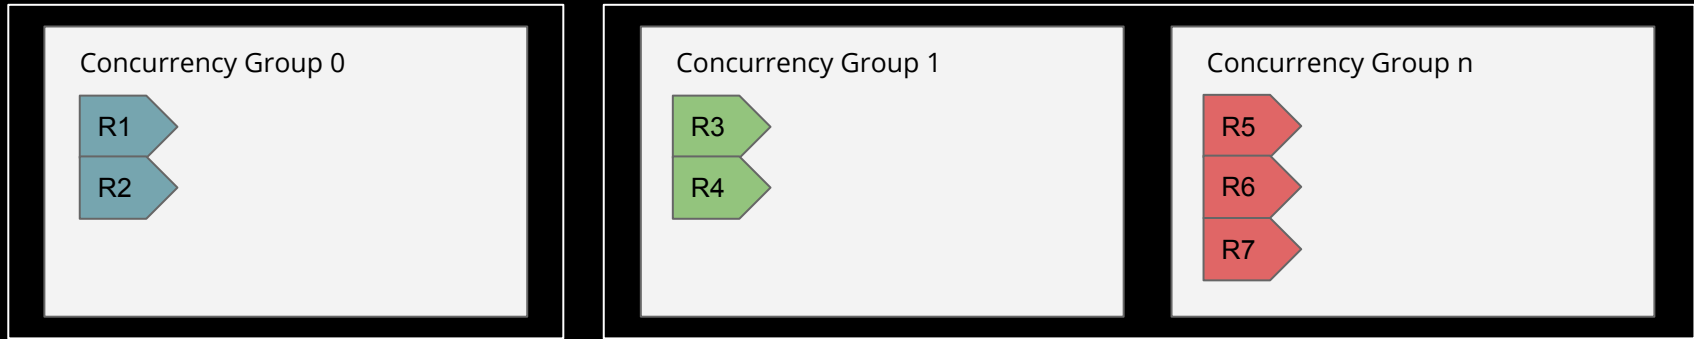 Concurrency Group 0
R1
R2
Concurrency Group 1
R3
R4
Concurrency Group n
R5
R6
R7